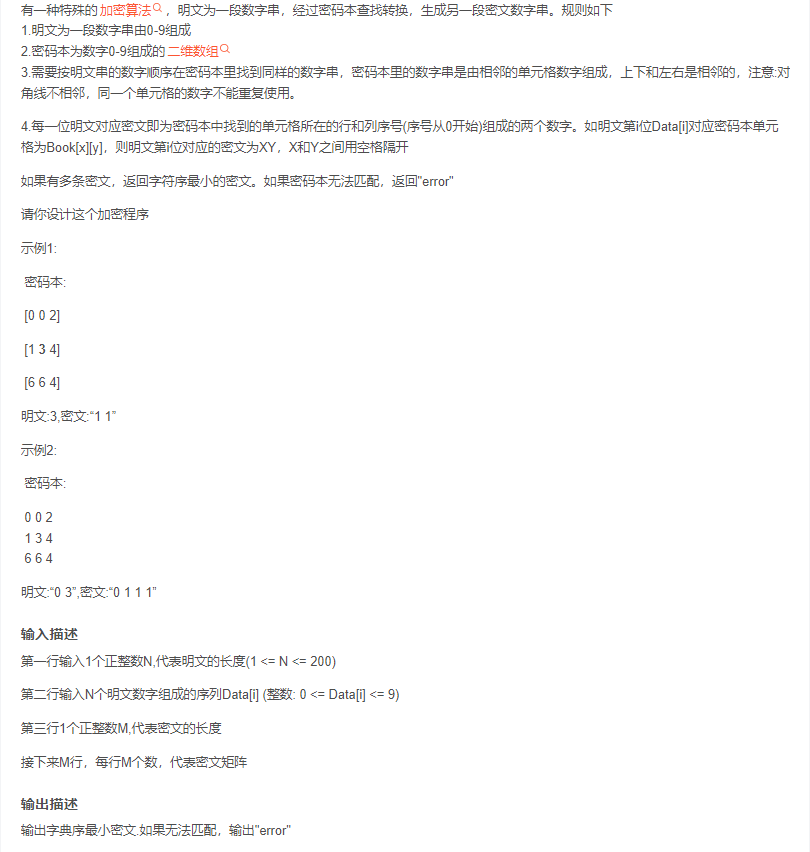 有一种特殊的 加密算法，明文为一段数字串，经过密码本查找转换，生成另一段密文数字串。规则如下
1.明文为一段数字串由0-9组成
2.密码本为数字0-9组成的 二维数组
3.需要按明文串的数字顺序在密码本里找到同样的数字串，密码本里的数字串是由相邻的单元格数字组成，上下和左右是相邻的，注意:对
角线不相邻，同一个单元格的数字不能重复使用。
4.每一位明文对应密文即为密码本中找到的单元格所在的行和列序号(序号从0开始)组成的两个数字。如明文第i位Data[i]对应密码本单元
格为Book[x][y]，则明文第i位对应的密文为XY，X和Y之间用空格隔开
如果有多条密文，返回字符序最小的密文。如果密码本无法匹配，返回"error"
请你设计这个加密程序
示例1:
密码本:
[0 0 2]
[1 3 4]
[6 6 4]
明文:3,密文:“1 1”
示例2:
密码本:
0 0 2
1 3 4
6 6 4
明文:“0 3”,密文:“0 1 1 1”
输入描述
第一行输入1个正整数N,代表明文的长度(1 <= N <= 200)
第二行输入N个明文数字组成的序列Data[i] (整数: 0 <= Data[i] <= 9)
第三行1个正整数M,代表密文的长度
接下来M行，每行M个数，代表密文矩阵
输出描述
输出字典序最小密文.如果无法匹配，输出"error"